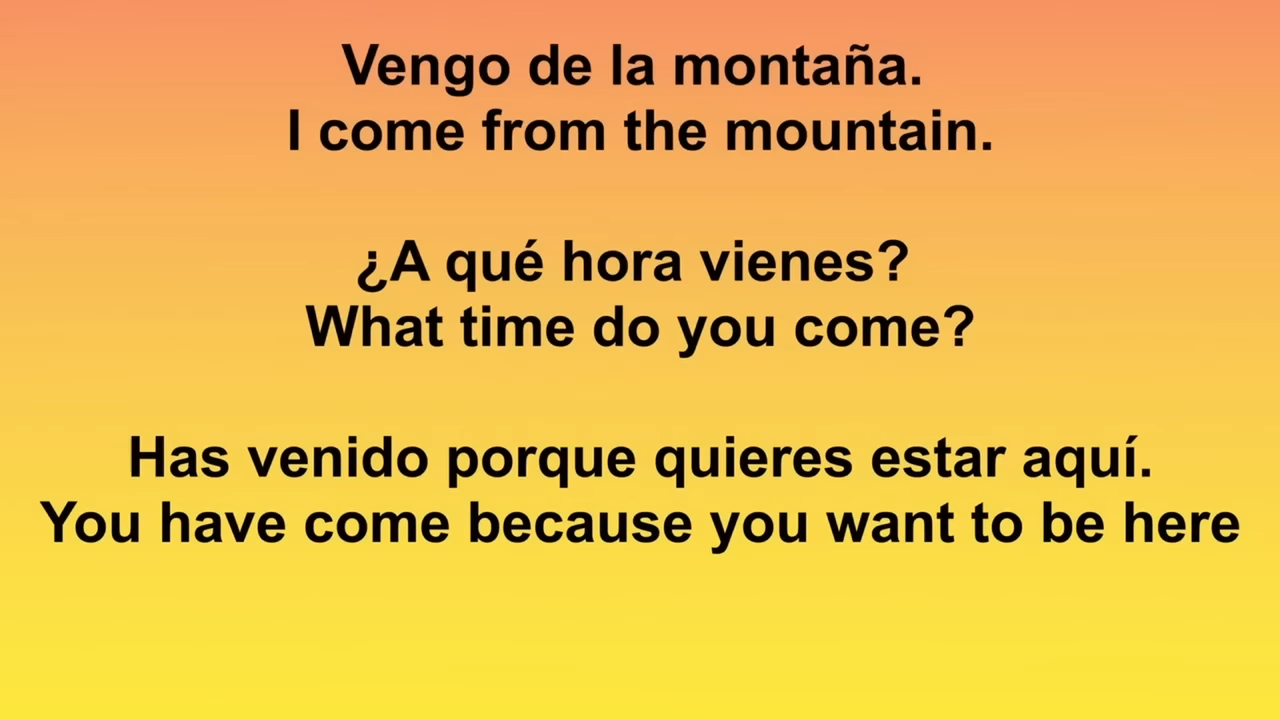 Vengo de la montaña.
I come from the mountain.
¿A qué hora vienes?
What time do you come?
Has venido porque quieres estar aquí.
You have come because you want to be here